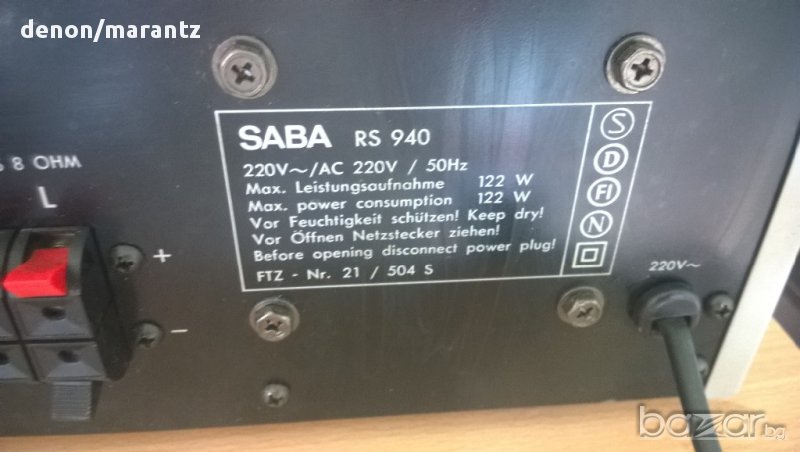 denon/marantz
SABA RS 940
220V~/AC 220V / 50Hz
Max. Leistungsaufnahme 122 W
Max. power consumption 122 W
Vor Feuchtigkeit schützen! Keep dry!
Vor Öffnen Netzstecker ziehen!
Before opening disconnect power plug!
FTZ - Nr. 21 / 504 S
S
D
FI
N
8 OHM
L
+
-
220V~
bazar.bg